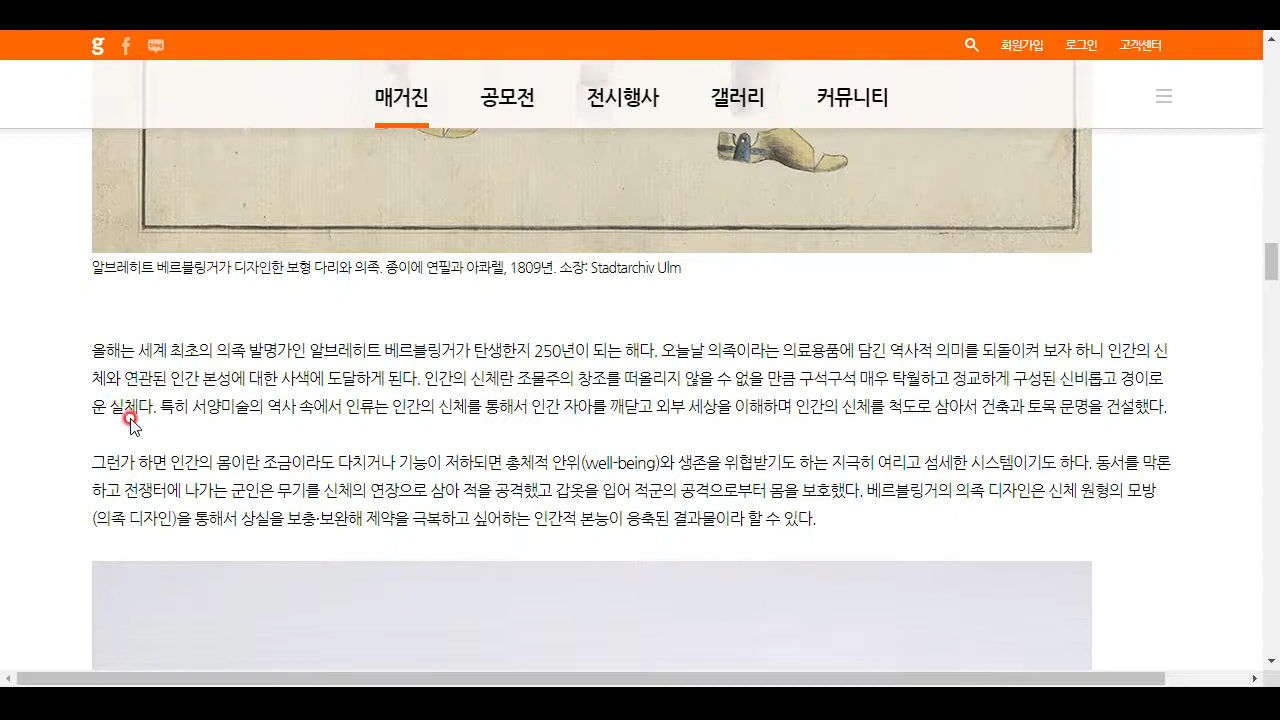 g f blog 회원가입 로그인 고객센터
매거진 공모전 전시행사 갤러리 커뮤니티
알브레히트 베르블링거가 디자인한 보형 다리와 의족. 종이에 연필과 아콰렐, 1809년. 소장: Stadtarchiv Ulm
올해는 세계 최초의 의족 발명가인 알브레히트 베르블링거가 탄생한지 250년이 되는 해다. 오늘날 의족이라는 의료용품에 담긴 역사적 의미를 되돌이켜 보자 하니 인간의 신
체와 연관된 인간 본성에 대한 사색에 도달하게 된다. 인간의 신체란 조물주의 창조를 떠올리지 않을 수 없을 만큼 구석구석 매우 탁월하고 정교하게 구성된 신비롭고 경이로
운 실체다. 특히 서양미술의 역사 속에서 인류는 인간의 신체를 통해서 인간 자아를 깨닫고 외부 세상을 이해하며 인간의 신체를 척도로 삼아서 건축과 토목 문명을 건설했다.
그런가 하면 인간의 몸이란 조금이라도 다치거나 기능이 저하되면 총체적 안위(well-being)와 생존을 위협받기도 하는 지극히 여리고 섬세한 시스템이기도 하다. 동서를 막론
하고 전쟁터에 나가는 군인은 무기를 신체의 연장으로 삼아 적을 공격했고 갑옷을 입어 적군의 공격으로부터 몸을 보호했다. 베르블링거의 의족 디자인은 신체 원형의 모방
(의족 디자인)을 통해서 상실을 보충·보완해 제약을 극복하고 싶어하는 인간적 본능이 응축된 결과물이라 할 수 있다.